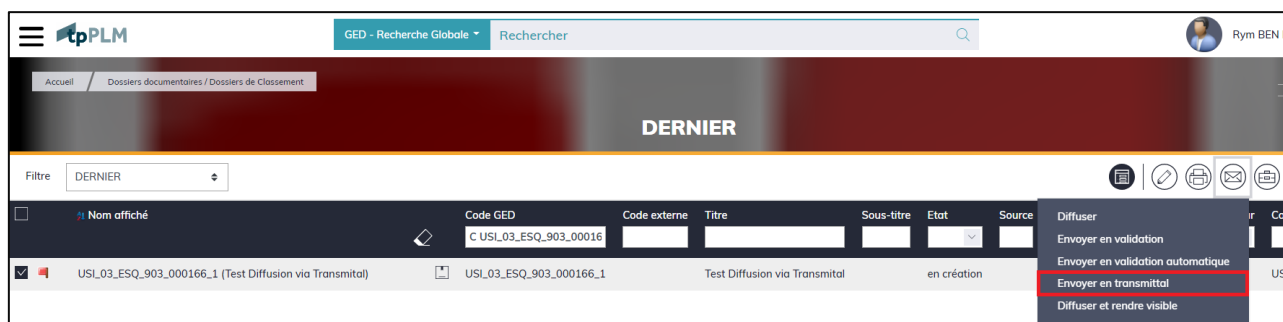 tpPLM GED - Recherche Globale Rechercher Rym BEN
Accueil / Dossiers documentaires / Dossiers de Classement
DERNIER
Filtre DERNIER
Nom affiché Code GED Code externe Titre Sous-titre Etat Source
C USI_03_ESQ_903_00016
USI_03_ESQ_903_000166_1 (Test Diffusion via Transmital) USI_03_ESQ_903_000166_1 Test Diffusion via Transmital en création
Diffuser
Envoyer en validation
Envoyer en validation automatique
Envoyer en transmittal
Diffuser et rendre visible